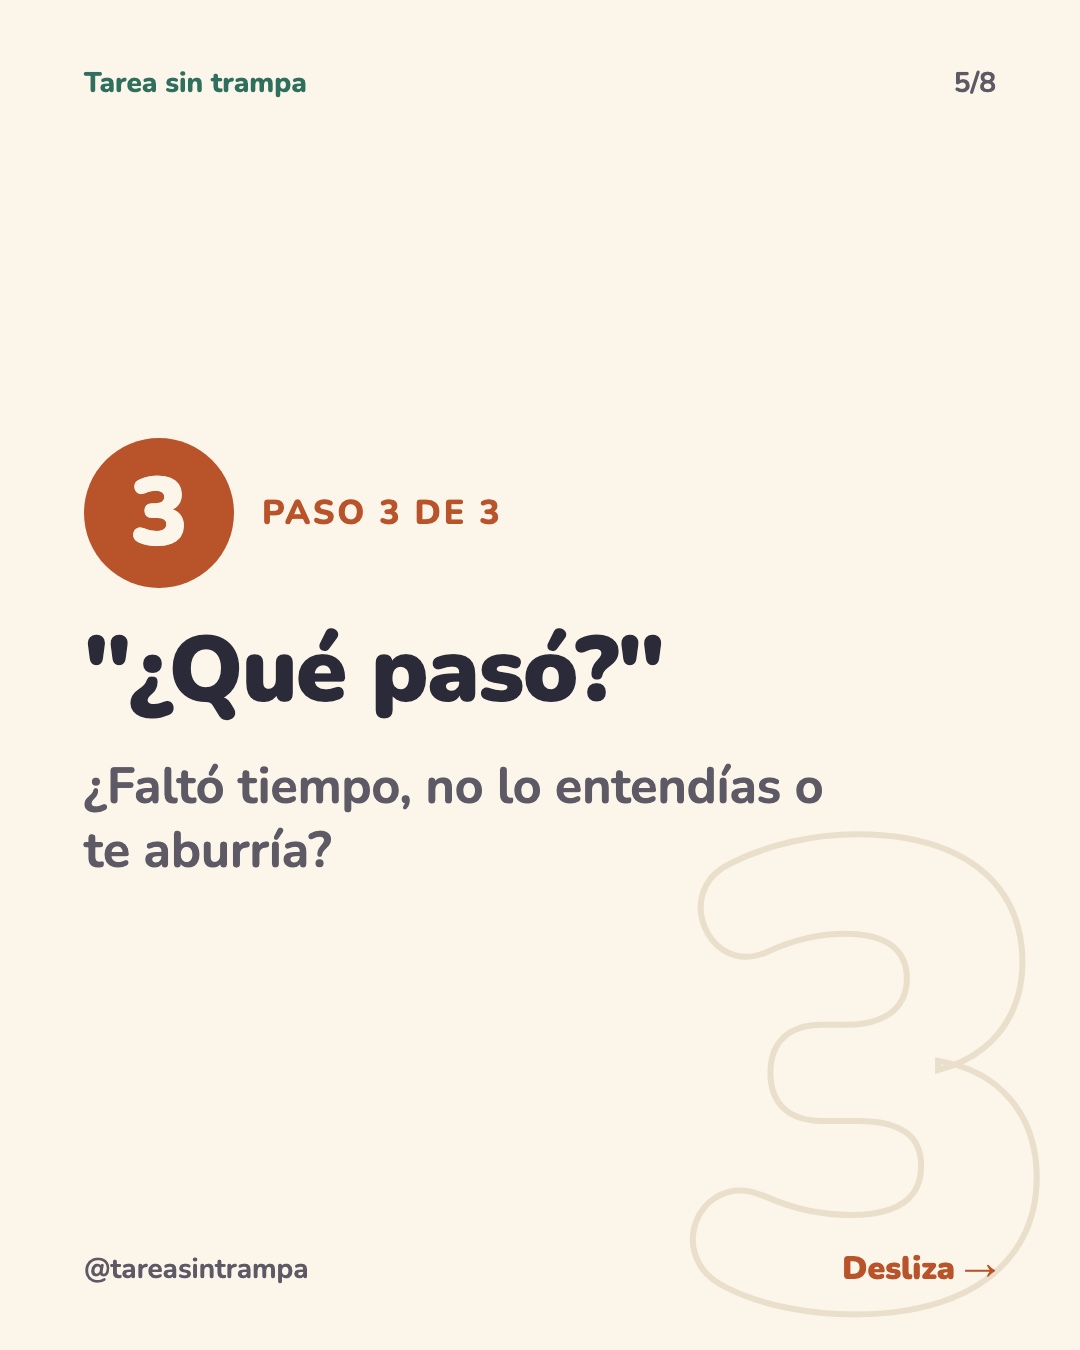 Tarea sin trampa
5/8
3
PASO 3 DE 3
"¿Qué pasó?"
¿Faltó tiempo, no lo entendías o
te aburría?
3
@tareasintrampa
Desliza →